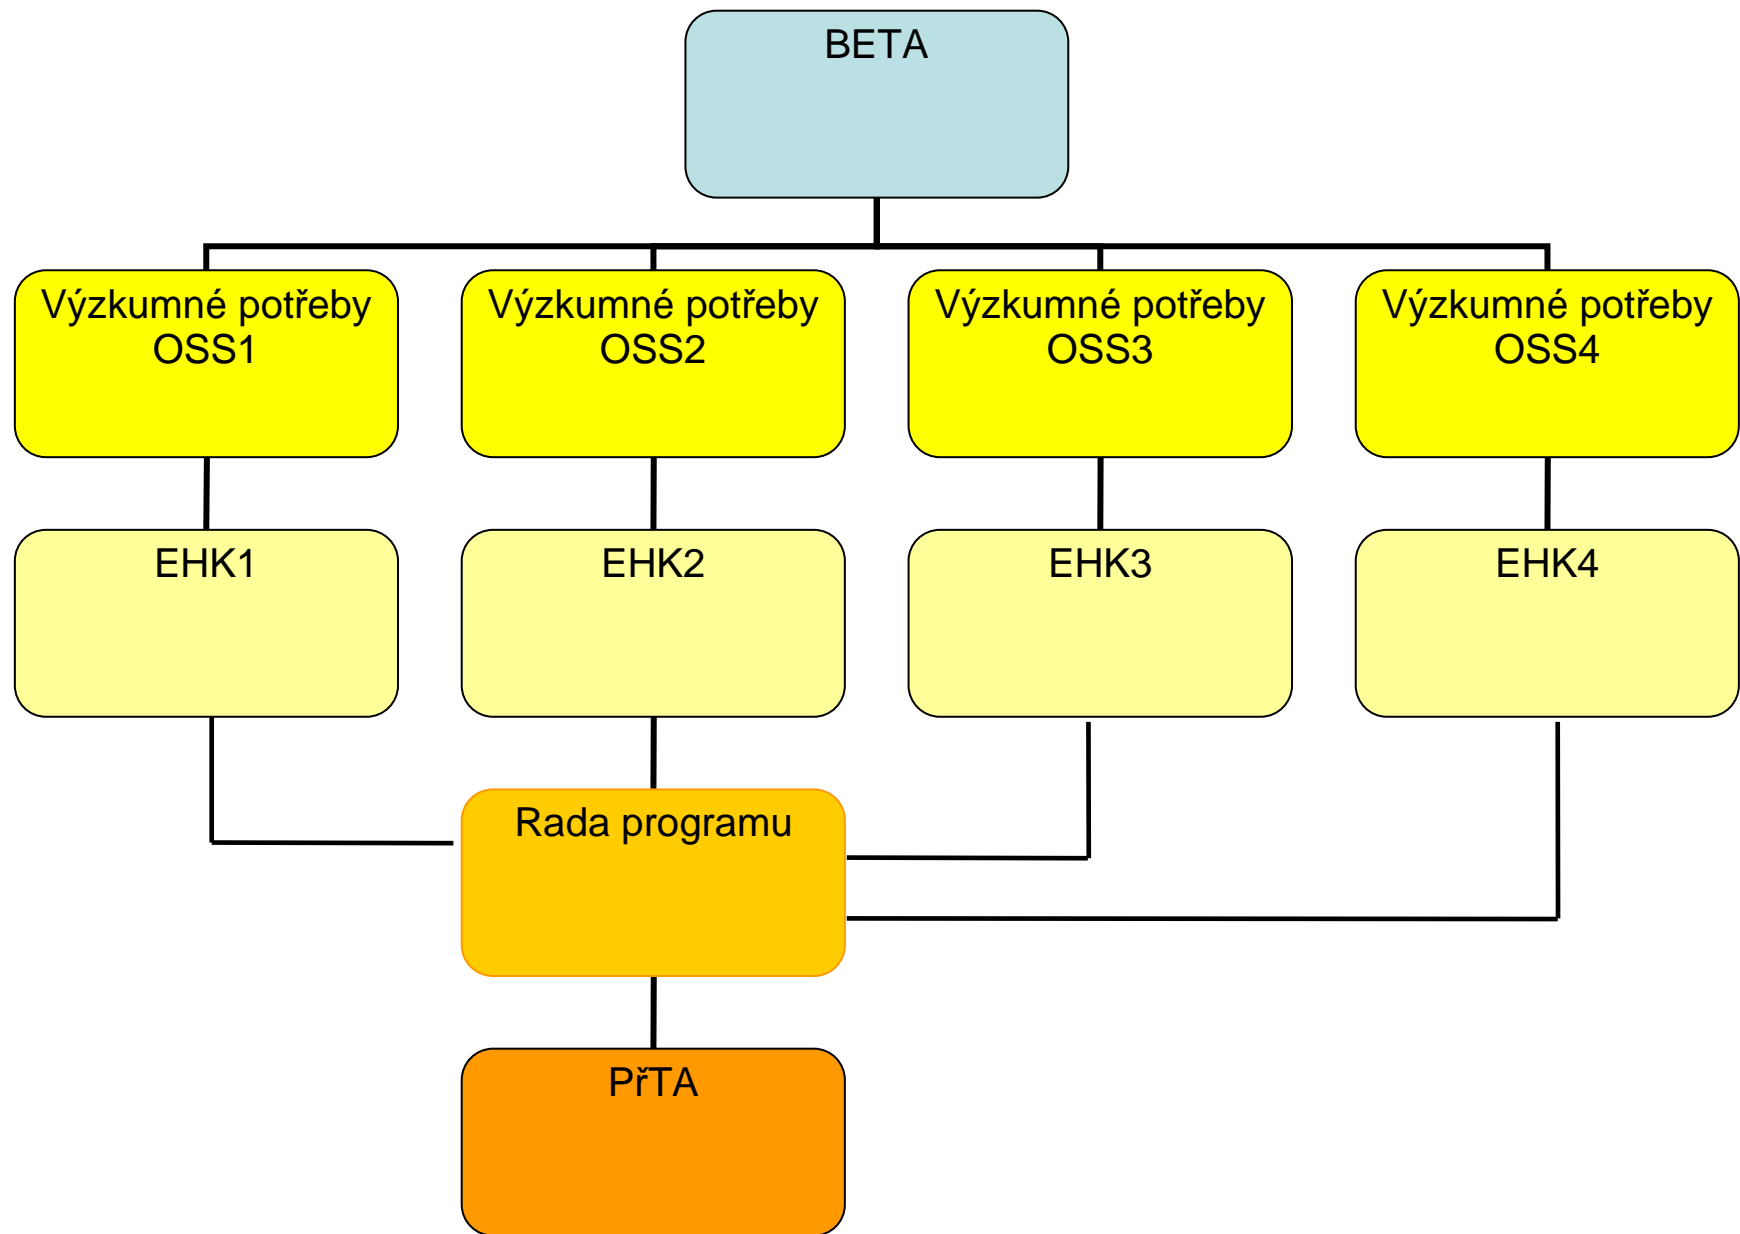 BETA
Výzkumné potřeby
OSS1
Výzkumné potřeby
OSS2
Výzkumné potřeby
OSS3
Výzkumné potřeby
OSS4
EHK1
EHK2
EHK3
EHK4
Rada programu
PřTA